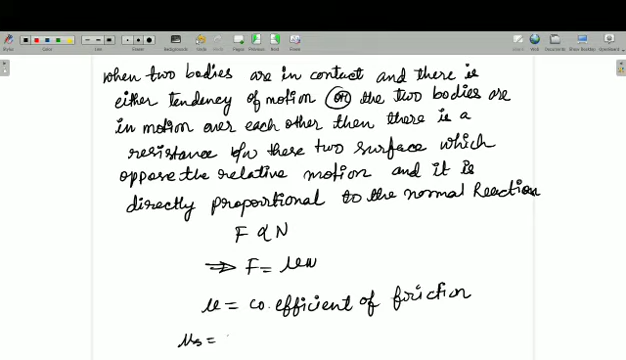 when two bodies are in contact and there is
either tendency of motion (or) the two bodies are
in motion over each other then there is a
resistance b/w these two surface which
oppose the relative motion and it is
directly proportional to the normal Reaction
F ∝ N
⇒ F = μN
μ = co.efficient of friction
μs =